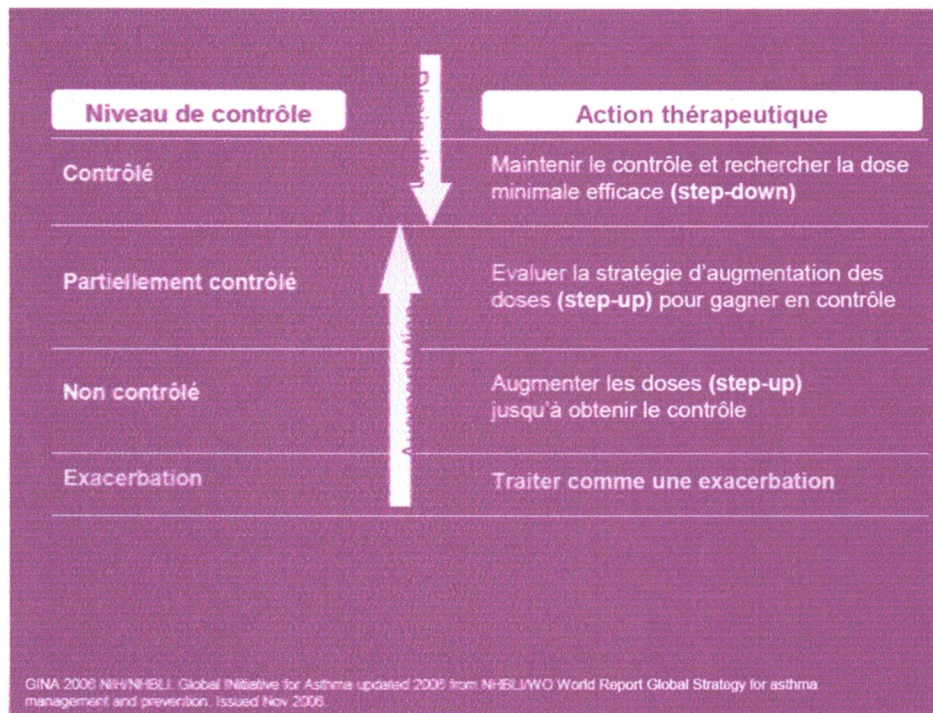 Niveau de contrôle
Action thérapeutique
Contrôlé
Maintenir le contrôle et rechercher la dose
minimale efficace (step-down)
Partiellement contrôlé
Evaluer la stratégie d'augmentation des
doses (step-up) pour gagner en contrôle
Non contrôlé
Augmenter les doses (step-up)
jusqu'à obtenir le contrôle
Exacerbation
Traiter comme une exacerbation
GINA 2006 NIH/NHBLI. Global INitiative for Asthma updated 2006 from NHBLI/WO World Report Global Strategy for asthma
management and prevention. Issued Nov 2006.